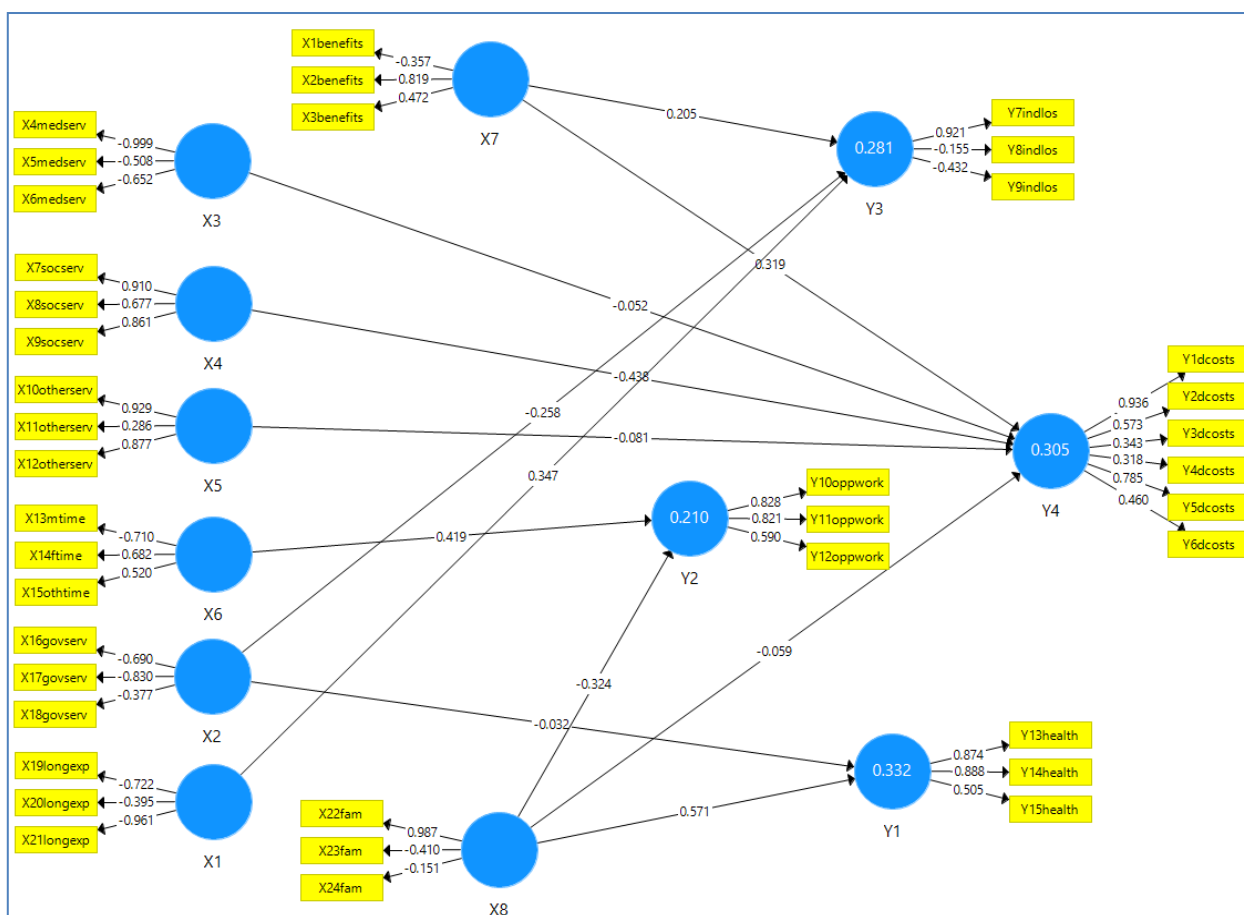 X1benefits
-0.357
X2benefits
0.819
X3benefits
0.472
X7
X4medserv
-0.999
X5medserv
-0.508
X6medserv
-0.652
X3
0.205
0.281
Y3
Y7indlos
0.921
Y8indlos
-0.155
-0.432
Y9indlos
X7socserv
0.910
X8socserv
0.677
0.861
X9socserv
X4
0.319
-0.052
-0.438
X10otherserv
0.929
X11otherserv
0.286
0.877
X12otherserv
X5
-0.258
-0.081
0.347
0.305
Y4
Y1dcosts
-0.936
Y2dcosts
0.573
Y3dcosts
0.343
0.318
Y4dcosts
0.785
Y5dcosts
0.460
Y6dcosts
X13mtime
-0.710
X14ftime
0.682
0.520
X15othtime
X6
0.419
0.210
Y2
Y10oppwork
0.828
0.821
Y11oppwork
0.590
Y12oppwork
X16govserv
-0.690
X17govserv
-0.830
-0.377
X18govserv
X2
-0.324
-0.059
-0.032
X19longexp
-0.722
X20longexp
-0.395
-0.961
X21longexp
X1
0.332
Y1
Y13health
0.874
0.888
Y14health
0.505
Y15health
X22fam
0.987
X23fam
-0.410
-0.151
X24fam
X8
0.571